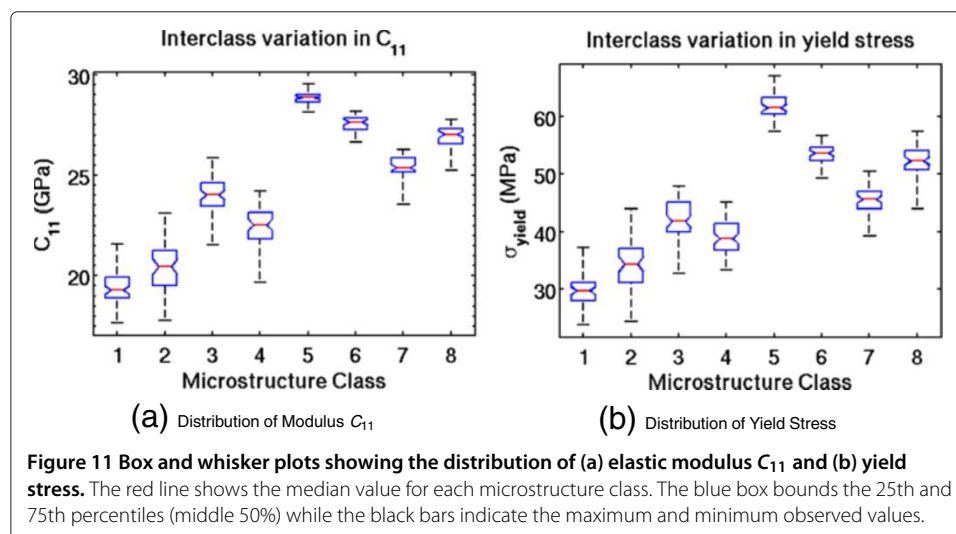 Interclass variation in C11
30
25
20
C11 (GPa)
1 2 3 4 5 6 7 8
Microstructure Class
(a) Distribution of Modulus C11
Interclass variation in yield stress
60
50
40
30
σyield (MPa)
1 2 3 4 5 6 7 8
Microstructure Class
(b) Distribution of Yield Stress
Figure 11 Box and whisker plots showing the distribution of (a) elastic modulus C11 and (b) yield
stress. The red line shows the median value for each microstructure class. The blue box bounds the 25th and
75th percentiles (middle 50%) while the black bars indicate the maximum and minimum observed values.